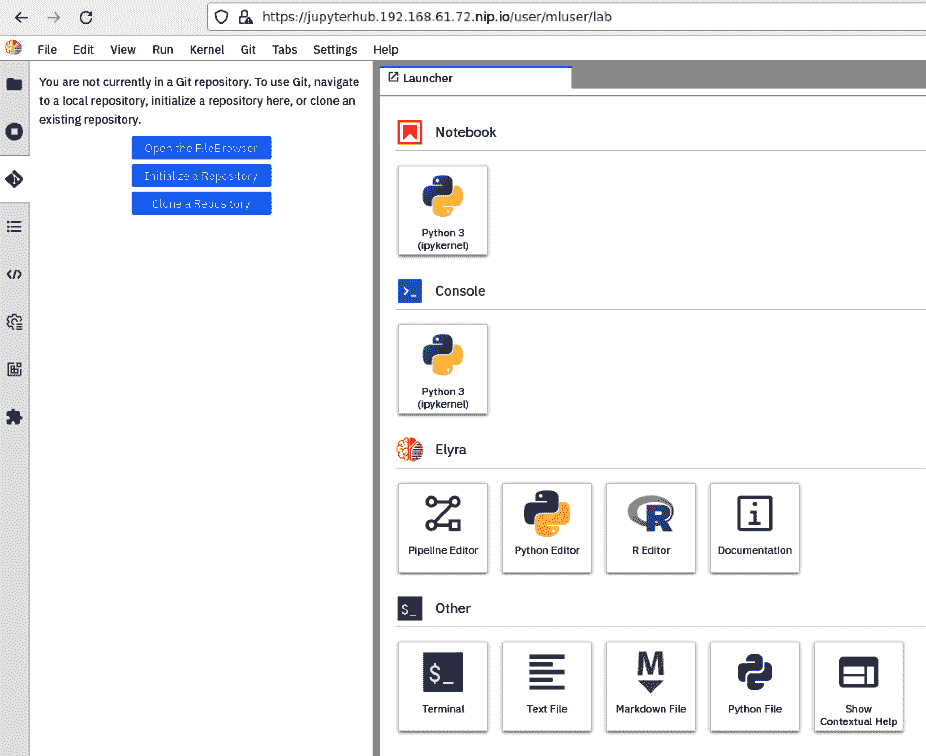 https://jupyterhub.192.168.61.72.nip.io/user/mluser/lab
File Edit View Run Kernel Git Tabs Settings Help
You are not currently in a Git repository. To use Git, navigate
to a local repository, initialize a repository here, or clone an
existing repository.
Open the FileBrowser
Initialize a Repository
Clone a Repository
Launcher
Notebook
Python 3
(ipykernel)
Console
Python 3
(ipykernel)
Elyra
Pipeline Editor Python Editor R Editor Documentation
Other
$_ M
Terminal Text File Markdown File Python File Show
Contextual Help